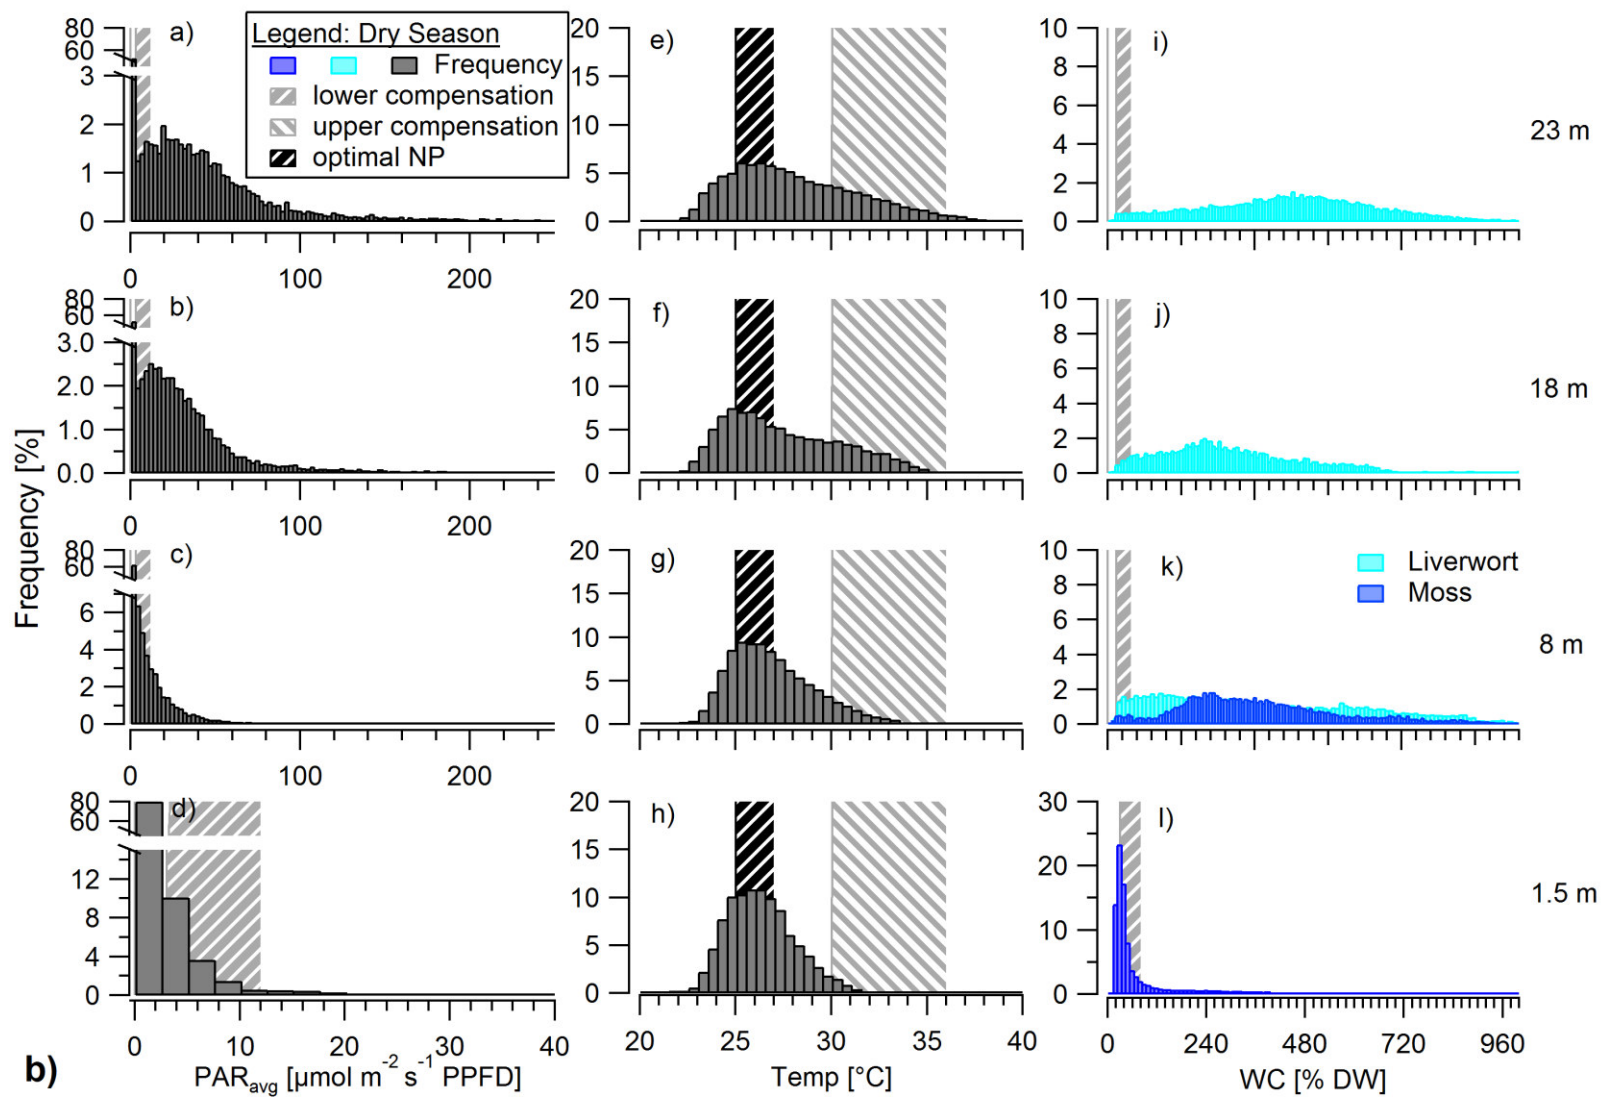 Legend: Dry Season
Frequency
lower compensation
upper compensation
optimal NP
a)
80
60
3
2
1
0
0 100 200
e)
20
15
10
5
0
i)
10
8
6
4
2
0
23 m
b)
80
60
3.0
2.0
1.0
0.0
0 100 200
f)
20
15
10
5
0
j)
10
8
6
4
2
0
18 m
Frequency [%]
c)
80
60
6
4
2
0
0 100 200
g)
20
15
10
5
0
k)
Liverwort
Moss
10
8
6
4
2
0
8 m
d)
80
60
12
8
4
0
0 10 20 30 40
PARavg [µmol m-2 s-1 PPFD]
h)
20
15
10
5
0
20 25 30 35 40
Temp [°C]
l)
30
20
10
0
0 240 480 720 960
WC [% DW]
1.5 m
b)